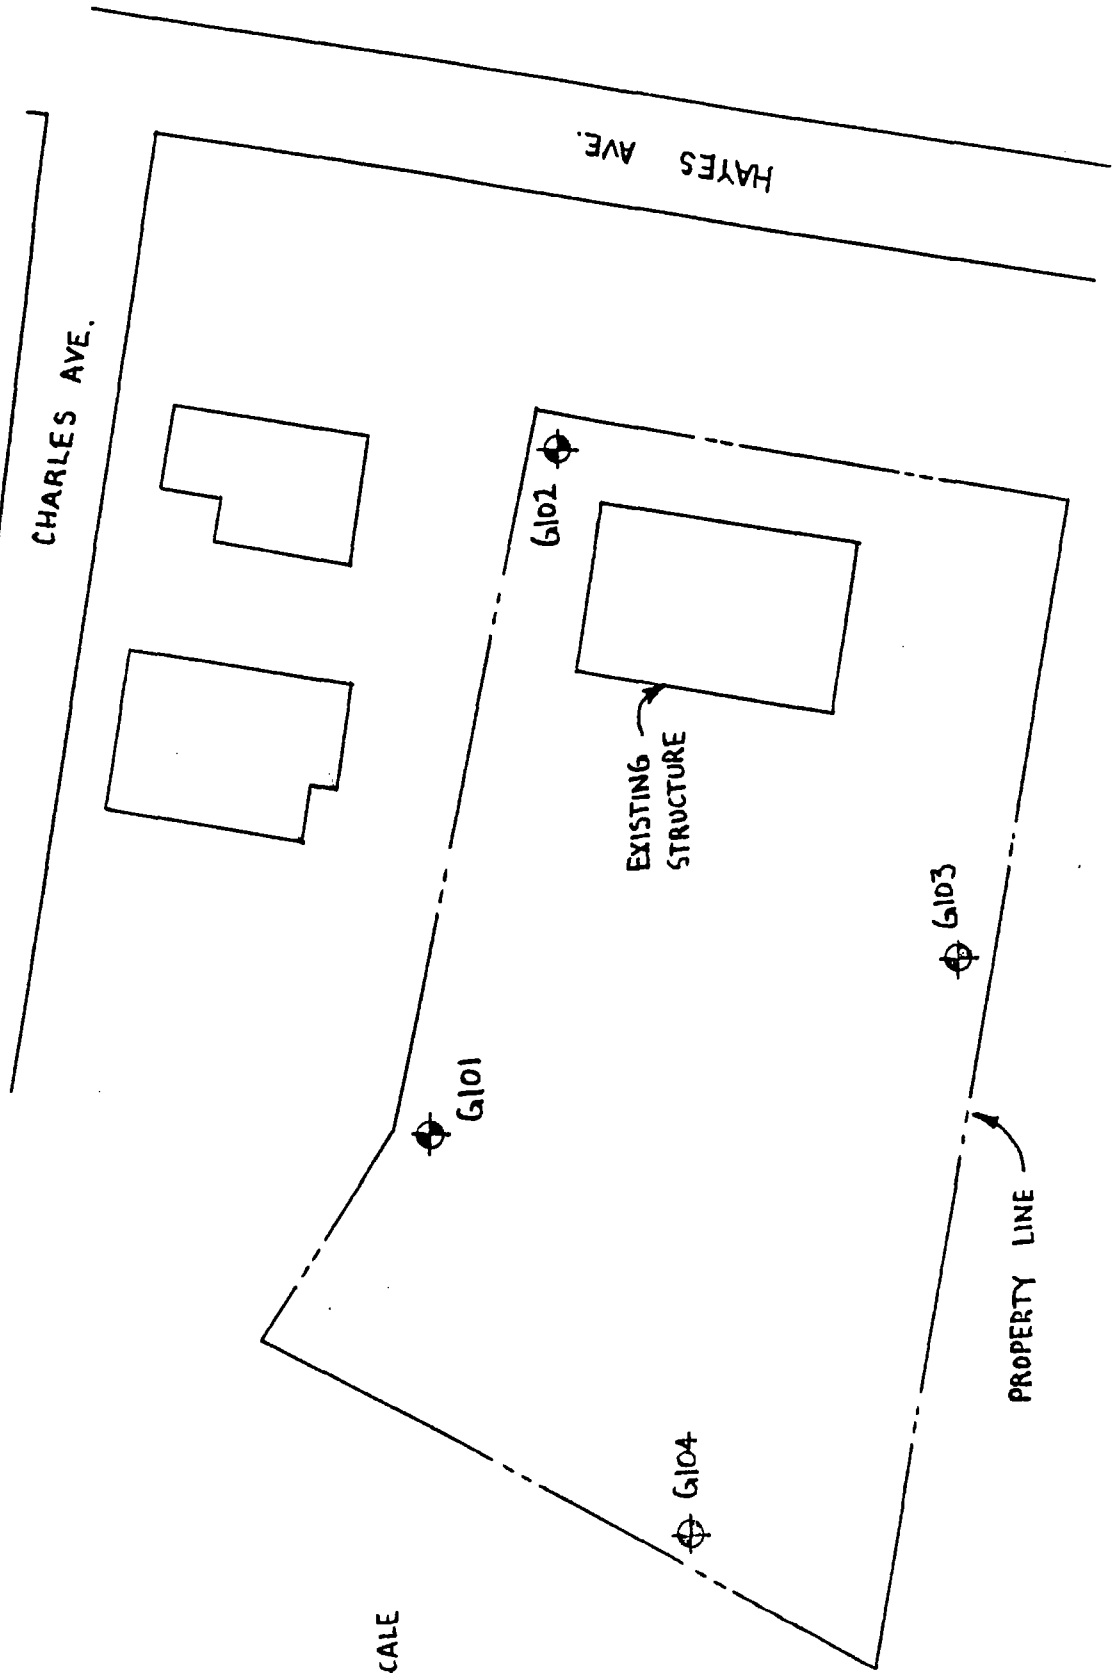 CHARLES AVE.
HAYES AVE.
G102
EXISTING
STRUCTURE
G101
G103
G104
PROPERTY LINE
CALE